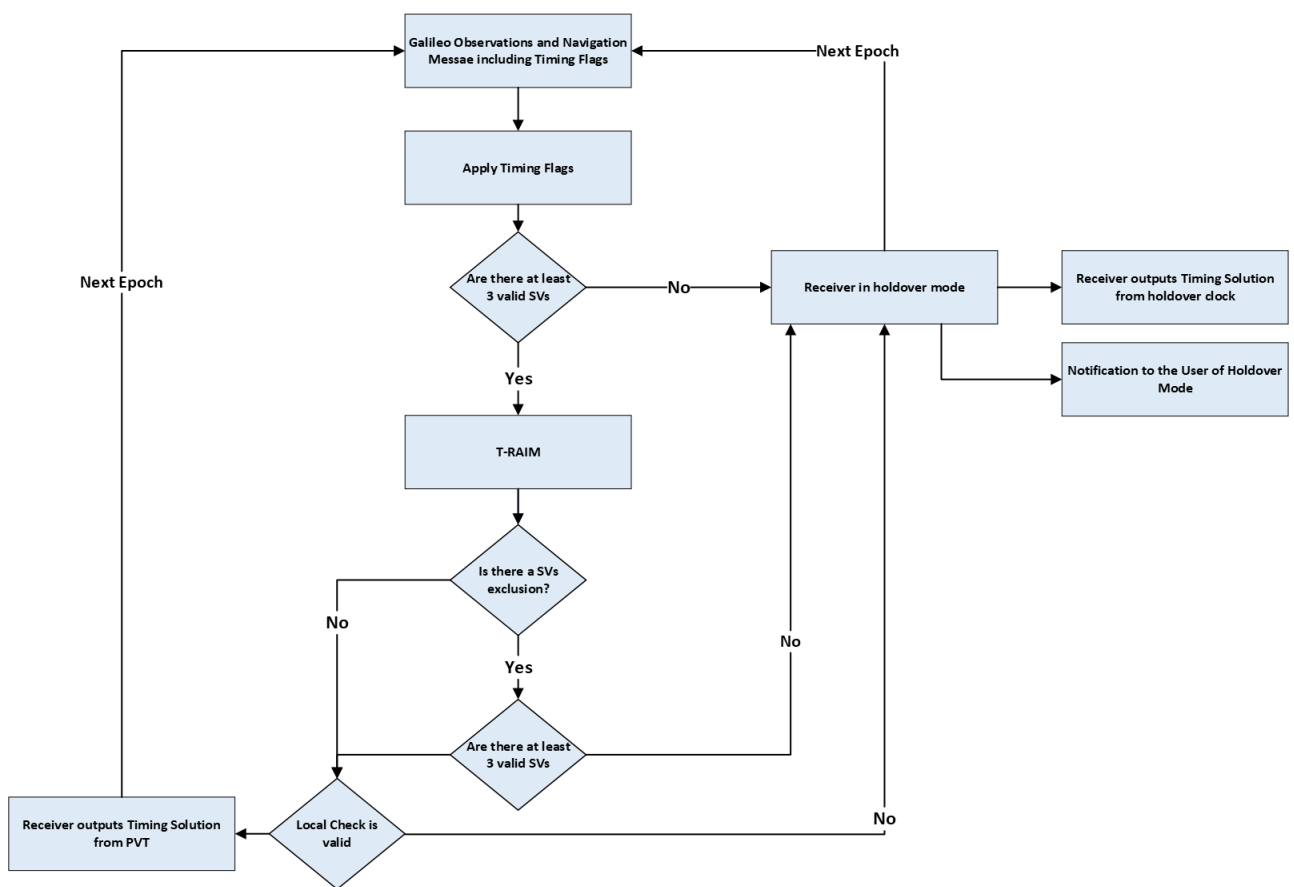 Galileo Observations and Navigation
Messae including Timing Flags
Next Epoch
Apply Timing Flags
Next Epoch
Are there at least
3 valid SVs
No
Receiver in holdover mode
Receiver outputs Timing Solution
from holdover clock
Yes
Notification to the User of Holdover
Mode
T-RAIM
Is there a SVs
exclusion?
No
No
Yes
Are there at least
3 valid SVs
Receiver outputs Timing Solution
from PVT
Local Check is
valid
No